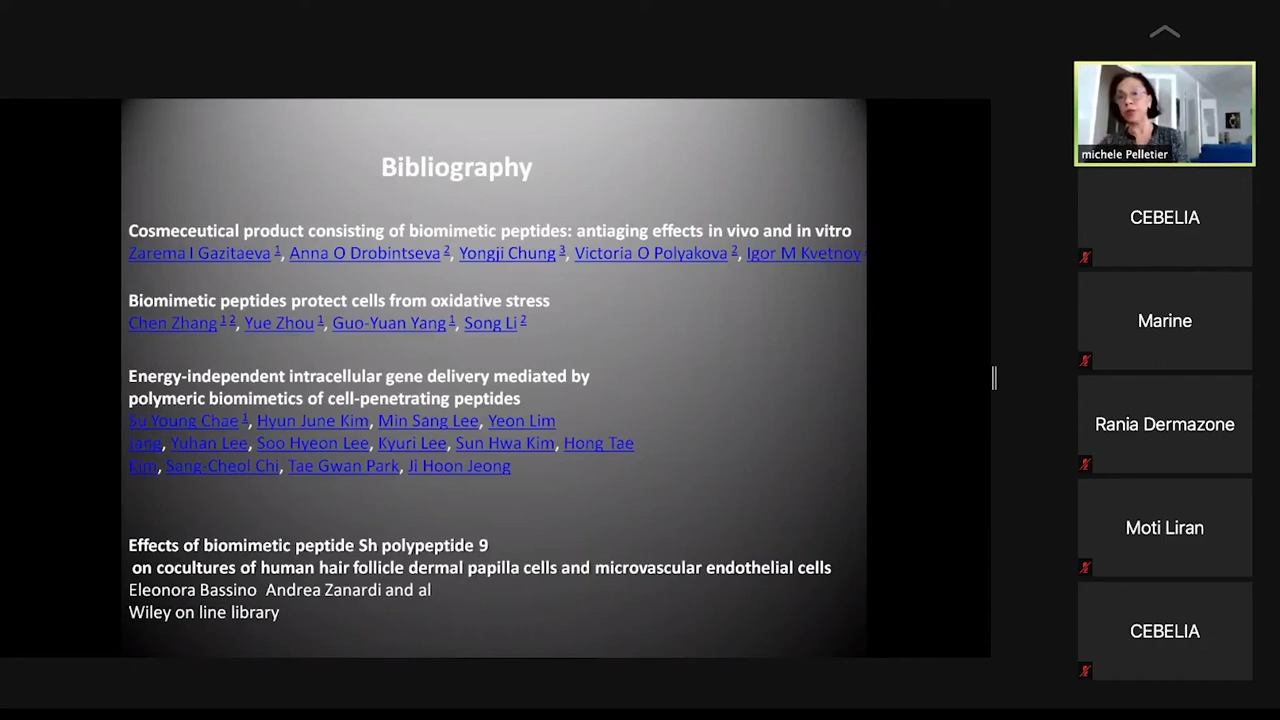 Bibliography
Cosmeceutical product consisting of biomimetic peptides: antiaging effects in vivo and in vitro
Zarema I Gazitaeva 1, Anna O Drobintseva 2, Yongji Chung 3, Victoria O Polyakova 2, Igor M Kvetnoy
Biomimetic peptides protect cells from oxidative stress
Chen Zhang 1 2, Yue Zhou 1, Guo-Yuan Yang 1, Song Li 2
Energy-independent intracellular gene delivery mediated by
polymeric biomimetics of cell-penetrating peptides
Su Young Chae 1, Hyun June Kim, Min Sang Lee, Yeon Lim
Jang, Yuhan Lee, Soo Hyeon Lee, Kyuri Lee, Sun Hwa Kim, Hong Tae
Kim, Sang-Cheol Chi, Tae Gwan Park, Ji Hoon Jeong
Effects of biomimetic peptide Sh polypeptide 9
on cocultures of human hair follicle dermal papilla cells and microvascular endothelial cells
Eleonora Bassino Andrea Zanardi and al
Wiley on line library
michele Pelletier
CEBELIA
Marine
Rania Dermazone
Moti Liran
CEBELIA